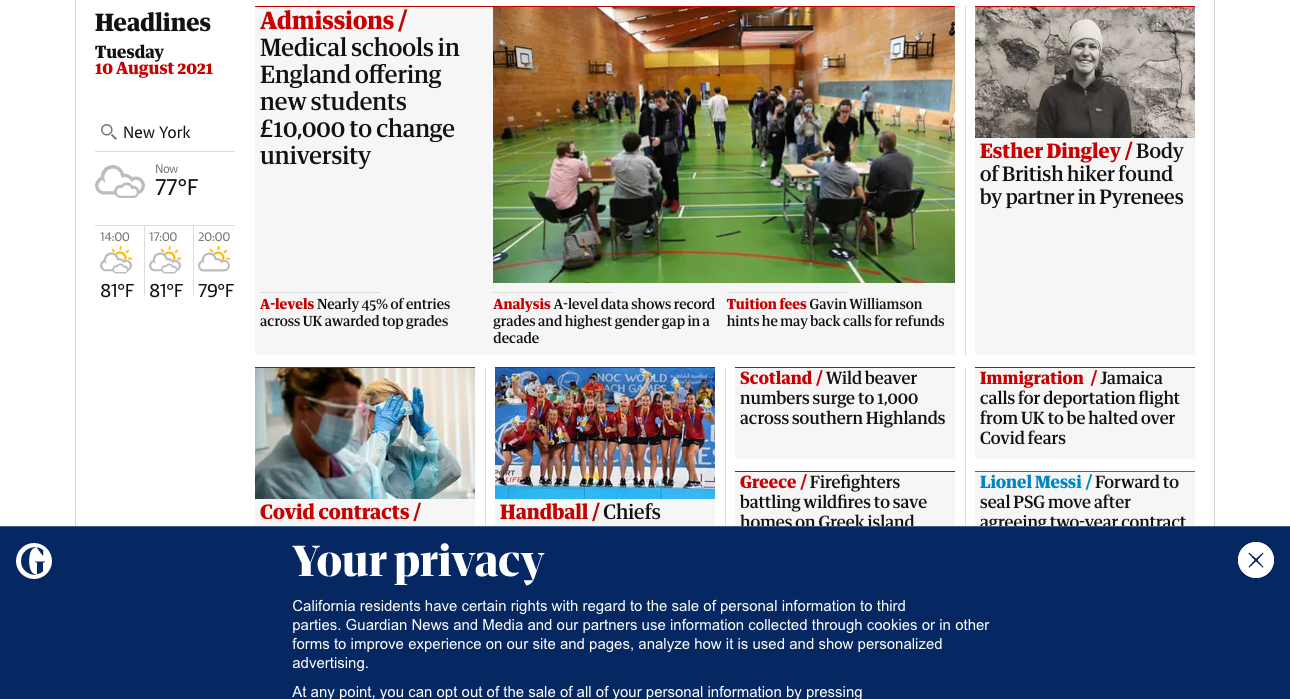 Headlines
Tuesday
10 August 2021
New York
Now
77°F
14:00
17:00
20:00
81°F
81°F
79°F
Admissions /
Medical schools in
England offering
new students
£10,000 to change
university
A-levels Nearly 45% of entries
across UK awarded top grades
Analysis A-level data shows record
grades and highest gender gap in a
decade
Tuition fees Gavin Williamson
hints he may back calls for refunds
Esther Dingley / Body
of British hiker found
by partner in Pyrenees
Covid contracts /
NOC WORLD
ACH GAMES
Handball / Chiefs
Scotland / Wild beaver
numbers surge to 1,000
across southern Highlands
Immigration / Jamaica
calls for deportation flight
from UK to be halted over
Covid fears
Greece / Firefighters
battling wildfires to save
homes on Greek island
Lionel Messi / Forward to
seal PSG move after
agreeing two-year contract
G
Your privacy
California residents have certain rights with regard to the sale of personal information to third
parties. Guardian News and Media and our partners use information collected through cookies or in other
forms to improve experience on our site and pages, analyze how it is used and show personalized
advertising.
At any point, you can opt out of the sale of all of your personal information by pressing